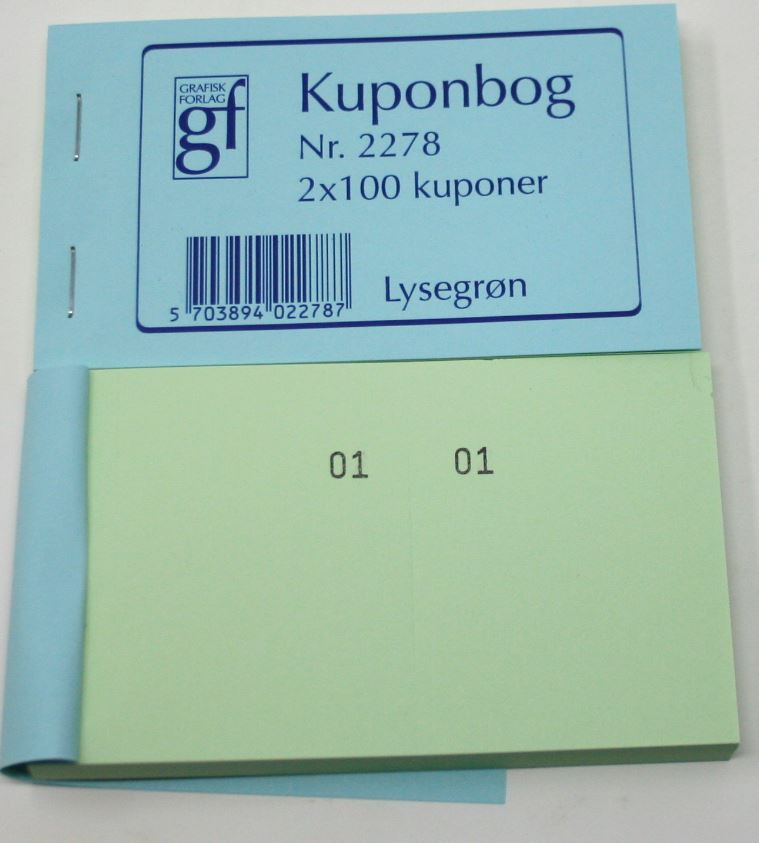 GRAFISK
FORLAG
gf
Kuponbog
Nr. 2278
2x100 kuponer
5 703894 022787
Lysegrøn
01 01